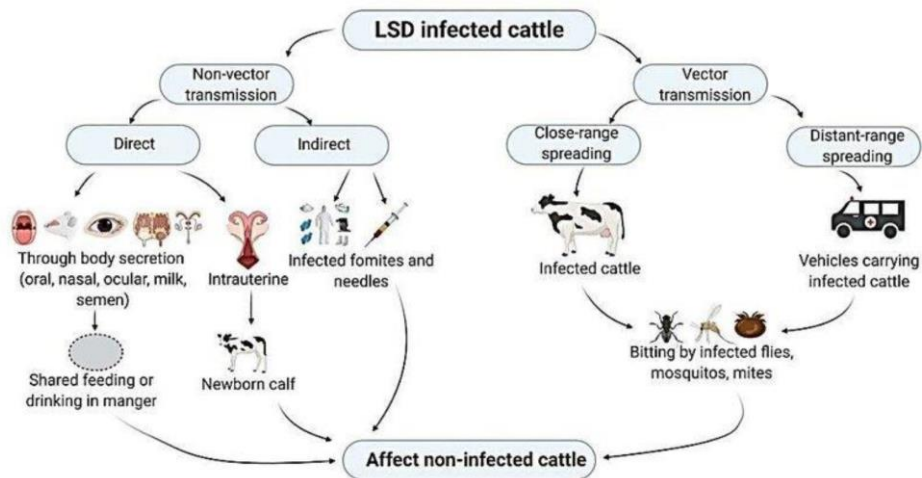 LSD infected cattle
Non-vector
transmission
Vector
transmission
Direct
Indirect
Close-range
spreading
Distant-range
spreading
Through body secretion
(oral, nasal, ocular, milk,
semen)
Intrauterine
Infected fomites and
needles
Infected cattle
Vehicles carrying
infected cattle
Shared feeding or
drinking in manger
Newborn calf
Bitting by infected flies,
mosquitos, mites
Affect non-infected cattle